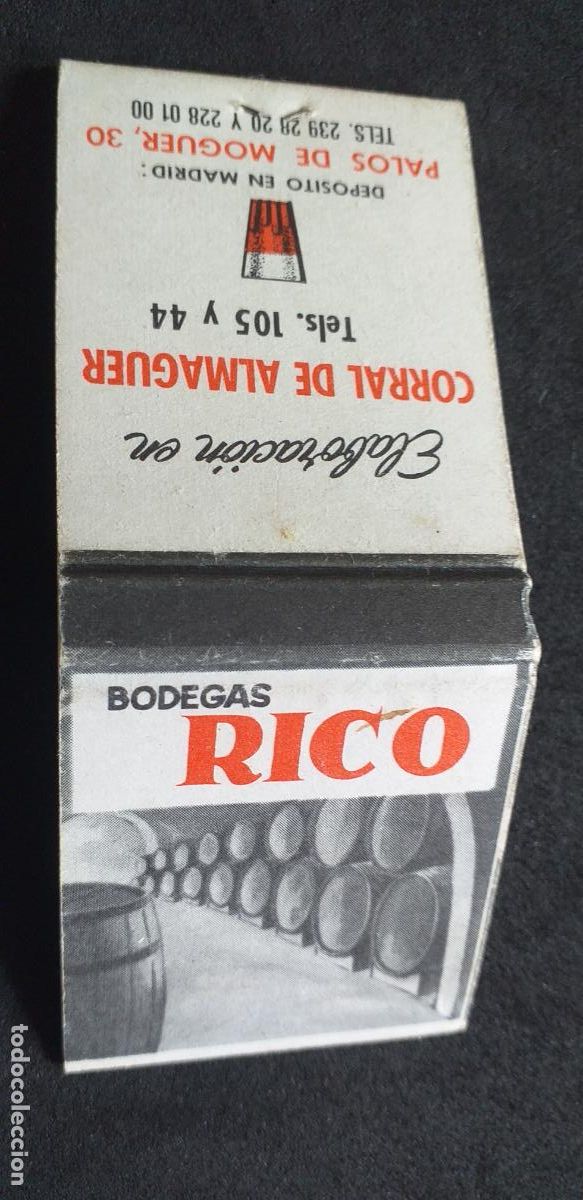 BODEGAS
RICO
Elaboración en
CORRAL DE ALMAGUER
Tels. 105 y 44
DEPOSITO EN MADRID:
PALOS DE MOGUER, 30
TELS. 239 28 20 Y 228 01 00
todocoleccion